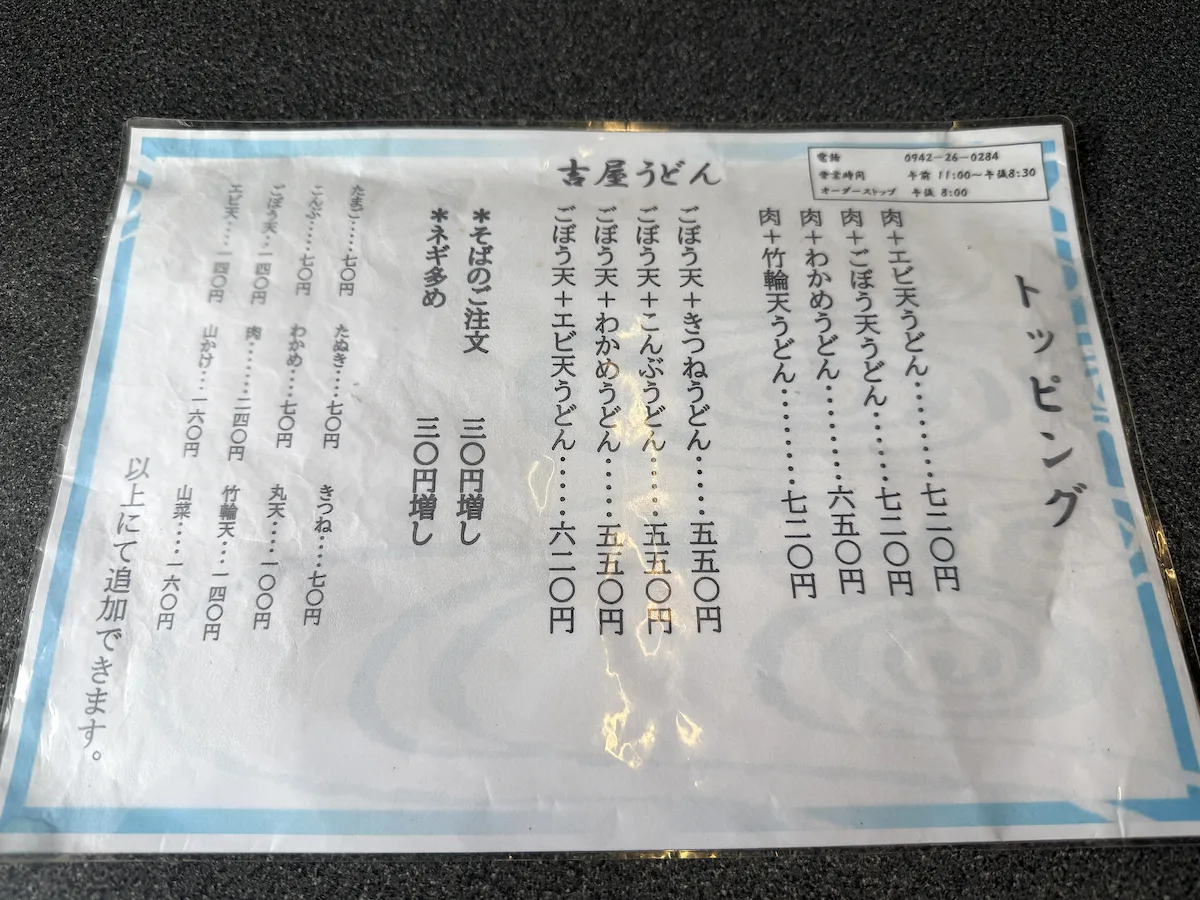 電話 0942-26-0284
営業時間 午前 11:00~午後8:30
オーダーストップ 午後 8:00
吉屋うどん
トッピング
肉+エビ天うどん………七二〇円
肉+ごぼう天うどん……七二〇円
肉+わかめうどん………六五〇円
肉+竹輪天うどん………七二〇円
ごぼう天+きつねうどん……五五〇円
ごぼう天+こんぶうどん……五五〇円
ごぼう天+わかめうどん……五五〇円
ごぼう天+エビ天うどん……六二〇円
*そばのご注文 三〇円増し
*ネギ多め 三〇円増し
たまご……七〇円
たぬき……七〇円
きつね……七〇円
こんぶ……七〇円
わかめ……七〇円
丸天……一〇〇円
ごぼう天…一四〇円
肉………二四〇円
竹輪天…一四〇円
エビ天……一四〇円
山かけ…一六〇円
山菜……一六〇円
以上にて追加できます。